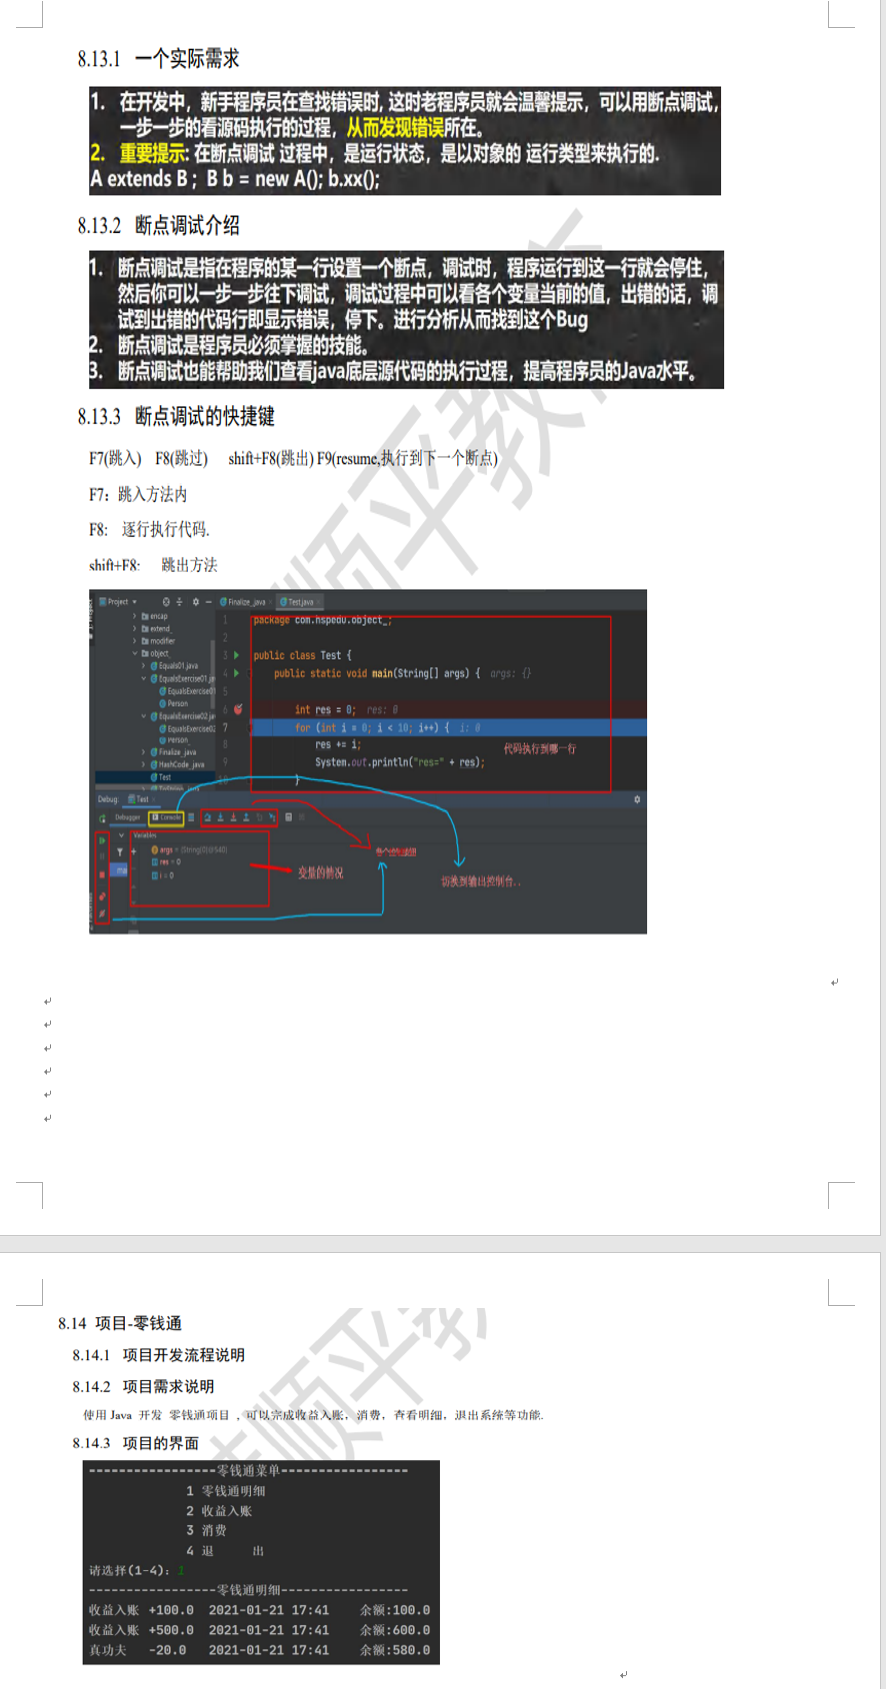 8.13.1 一个实际需求
1. 在开发中，新手程序员在查找错误时, 这时老程序员就会温馨提示，可以用断点调试，
一步一步的看源码执行的过程，从而发现错误所在。
2. 重要提示: 在断点调试 过程中，是运行状态，是以对象的 运行类型来执行的.
A extends B ; B b = new A(); b.xx();
8.13.2 断点调试介绍
1. 断点调试是指在程序的某一行设置一个断点，调试时，程序运行到这一行就会停住，
然后你可以一步一步往下调试，调试过程中可以看各个变量当前的值，出错的话，调
试到出错的代码行即显示错误，停下。进行分析从而找到这个Bug
2. 断点调试是程序员必须掌握的技能。
3. 断点调试也能帮助我们查看java底层源代码的执行过程，提高程序员的Java水平。
8.13.3 断点调试的快捷键
F7(跳入) F8(跳过) shift+F8(跳出) F9(resume,执行到下一个断点)
F7：跳入方法内
F8: 逐行执行代码.
shift+F8: 跳出方法
Project
Finalize_.java
Test.java
encap
extend_
modifier
object_
Equals01.java
EqualsExercise01.ja
EqualsExercise01
Person
EqualsExercise02.ja
EqualsExercise02
Person
Finalize_.java
HashCode_.java
Test
1 package com.hspedu.object_;
2
3 public class Test {
4 public static void main(String[] args) { args: {}
5
6 int res = 0; res: 0
7 for (int i = 0; i < 10; i++) { i: 0
8 res += i;
9 System.out.println("res=" + res);
10 }
代码执行到哪一行
Debug: Test
Debugger Console
Variables
args = {String[0]@540}
res = 0
i = 0
变量的情况
切换到输出控制台..
8.14 项目-零钱通
8.14.1 项目开发流程说明
8.14.2 项目需求说明
使用 Java 开发 零钱通项目 , 可以完成收益入账，消费，查看明细，退出系统等功能.
8.14.3 项目的界面
-----------------零钱通菜单-----------------
1 零钱通明细
2 收益入账
3 消费
4 退 出
请选择(1-4): 1
-----------------零钱通明细-----------------
收益入账 +100.0 2021-01-21 17:41 余额:100.0
收益入账 +500.0 2021-01-21 17:41 余额:600.0
真功夫 -20.0 2021-01-21 17:41 余额:580.0